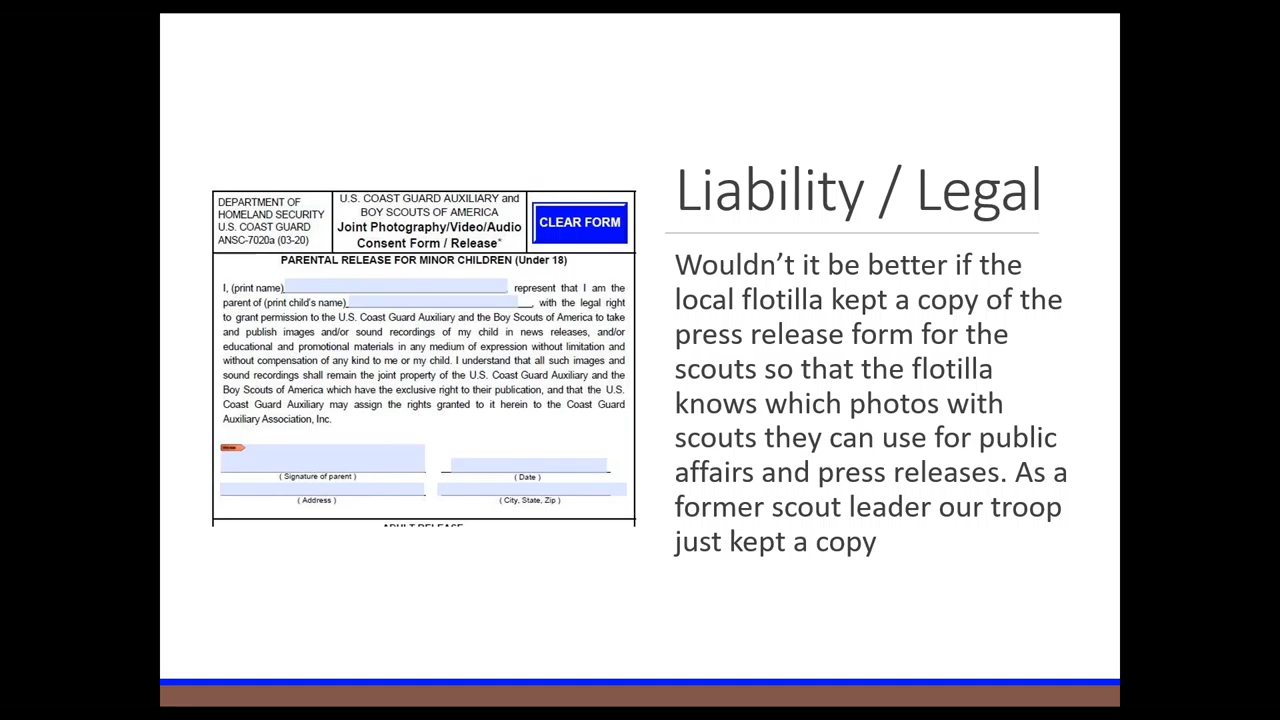 DEPARTMENT OF
HOMELAND SECURITY
U.S. COAST GUARD
ANSC-7020a (03-20)
U.S. COAST GUARD AUXILIARY and
BOY SCOUTS OF AMERICA
Joint Photography/Video/Audio
Consent Form / Release*
CLEAR FORM
PARENTAL RELEASE FOR MINOR CHILDREN (Under 18)
I, (print name) , represent that I am the
parent of (print child's name) , with the legal right
to grant permission to the U.S. Coast Guard Auxiliary and the Boy Scouts of America to take
and publish images and/or sound recordings of my child in news releases, and/or
educational and promotional materials in any medium of expression without limitation and
without compensation of any kind to me or my child. I understand that all such images and
sound recordings shall remain the joint property of the U.S. Coast Guard Auxiliary and the
Boy Scouts of America which have the exclusive right to their publication, and that the U.S.
Coast Guard Auxiliary may assign the rights granted to it herein to the Coast Guard
Auxiliary Association, Inc.
( Signature of parent )
( Date )
( Address )
( City, State, Zip )
Liability / Legal
Wouldn't it be better if the
local flotilla kept a copy of the
press release form for the
scouts so that the flotilla
knows which photos with
scouts they can use for public
affairs and press releases. As a
former scout leader our troop
just kept a copy